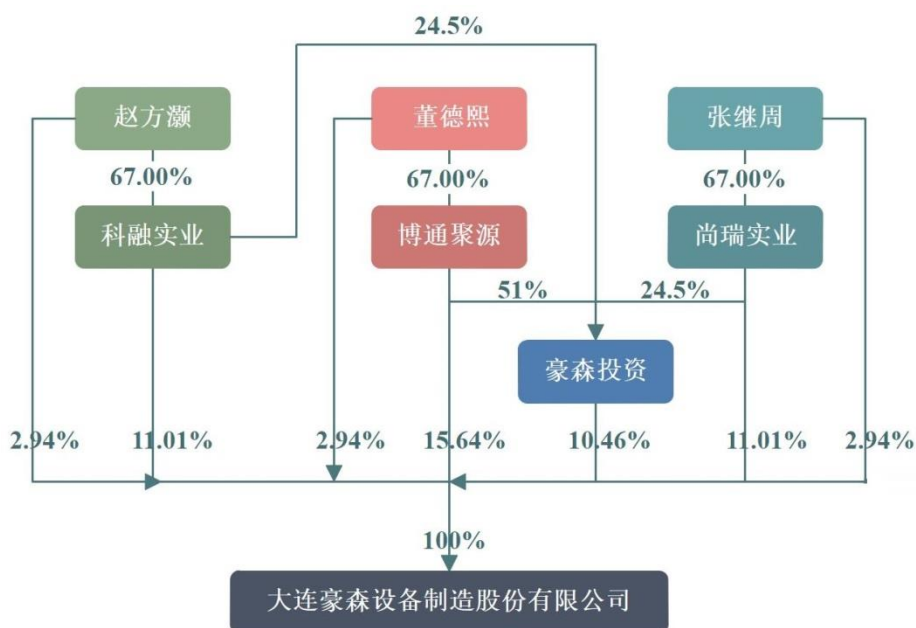 24.5%
赵方灏
董德熙
张继周
67.00%
67.00%
67.00%
科融实业
博通聚源
尚瑞实业
51%
24.5%
豪森投资
2.94%
11.01%
2.94%
15.64%
10.46%
11.01%
2.94%
100%
大连豪森设备制造股份有限公司